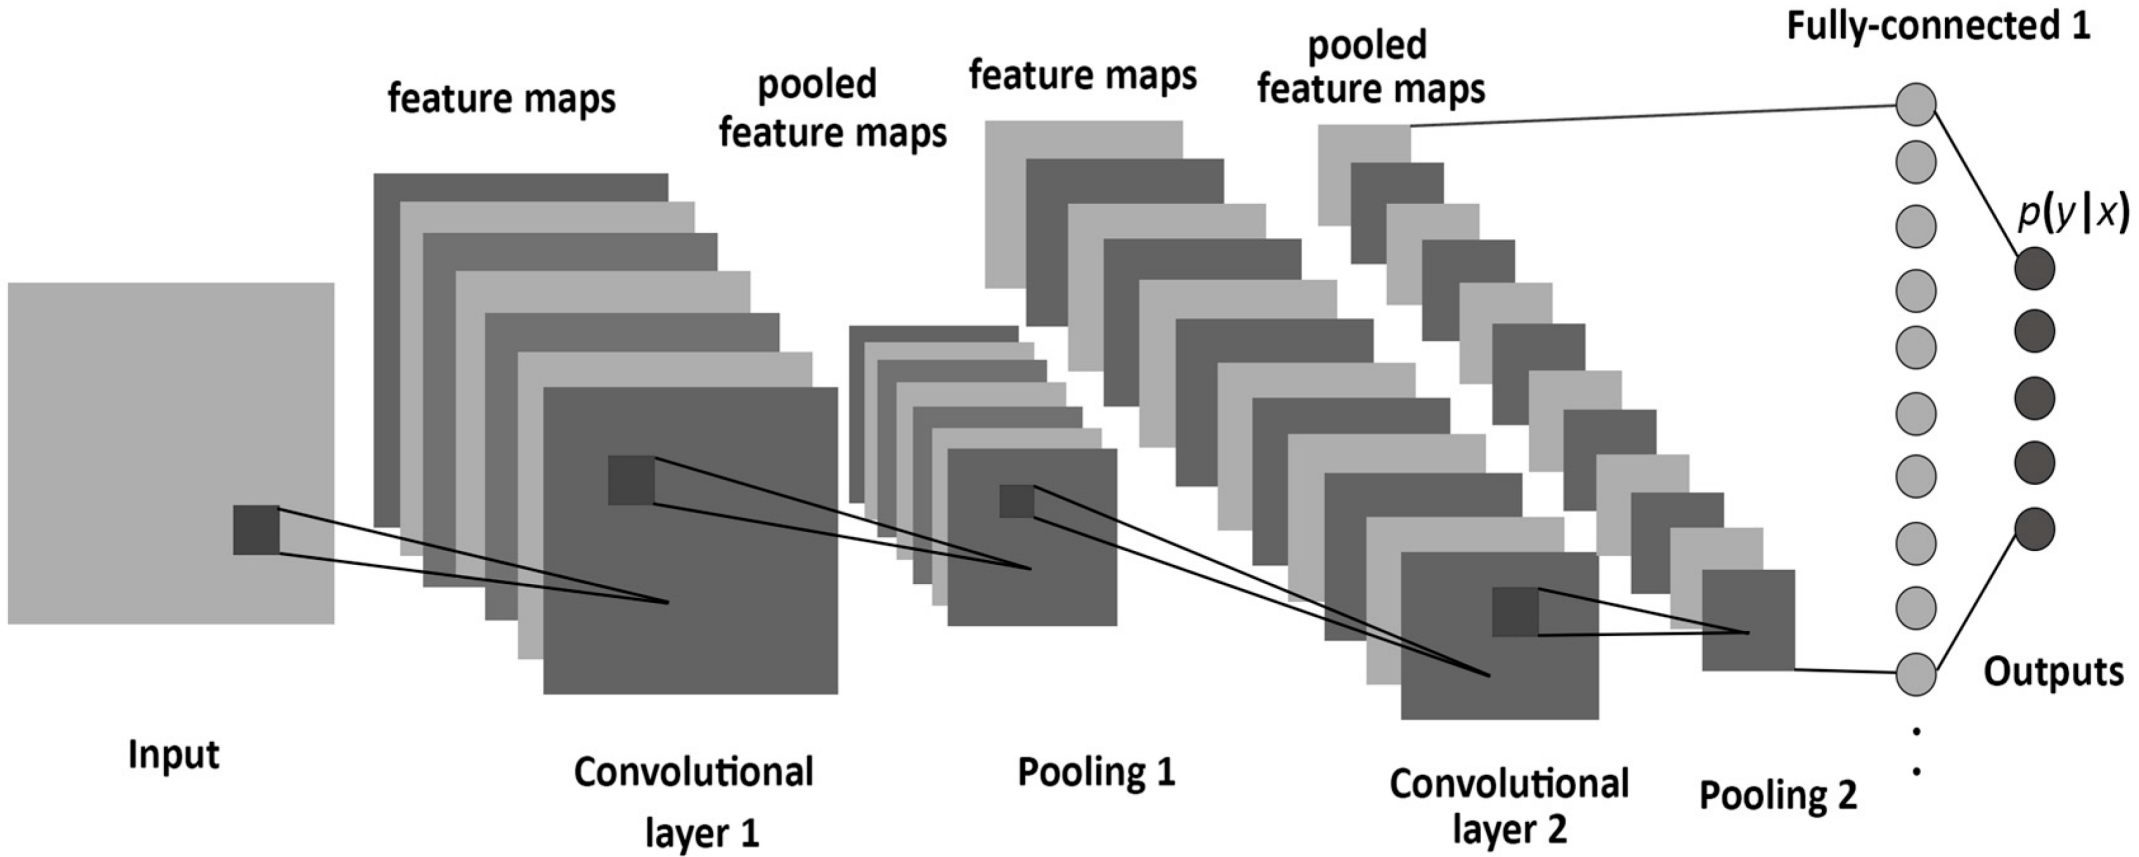 Fully-connected 1
pooled
feature maps
feature maps
pooled
feature maps
feature maps
p(y|x)
Outputs
Input
Convolutional
layer 1
Pooling 1
Convolutional
layer 2
Pooling 2